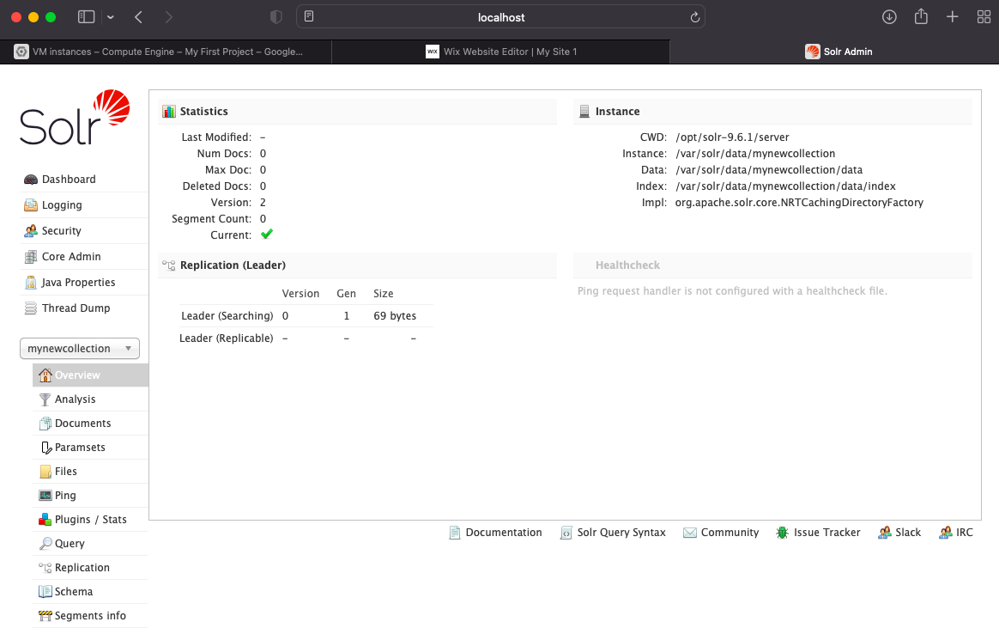 localhost
VM instances – Compute Engine – My First Project – Google...
WIX Wix Website Editor | My Site 1
Solr Admin
Solr
Dashboard
Logging
Security
Core Admin
Java Properties
Thread Dump
mynewcollection
Overview
Analysis
Documents
Paramsets
Files
Ping
Plugins / Stats
Query
Replication
Schema
Segments info
Statistics
Last Modified: –
Num Docs: 0
Max Doc: 0
Deleted Docs: 0
Version: 2
Segment Count: 0
Current:
Instance
CWD: /opt/solr-9.6.1/server
Instance: /var/solr/data/mynewcollection
Data: /var/solr/data/mynewcollection/data
Index: /var/solr/data/mynewcollection/data/index
Impl: org.apache.solr.core.NRTCachingDirectoryFactory
Replication (Leader)
Version Gen Size
Leader (Searching) 0 1 69 bytes
Leader (Replicable) – – –
Healthcheck
Ping request handler is not configured with a healthcheck file.
Documentation Solr Query Syntax Community Issue Tracker Slack IRC